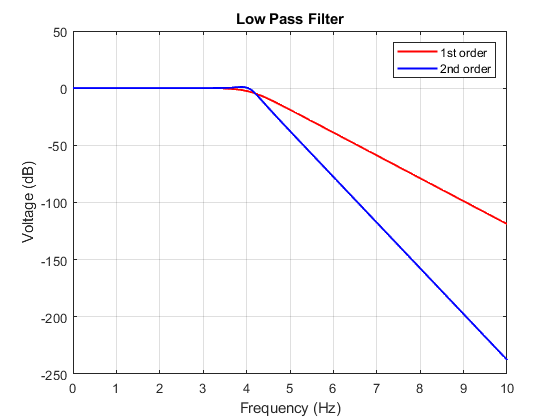 Low Pass Filter
1st order
2nd order
50
0
-50
-100
-150
-200
-250
Voltage (dB)
0 1 2 3 4 5 6 7 8 9 10
Frequency (Hz)